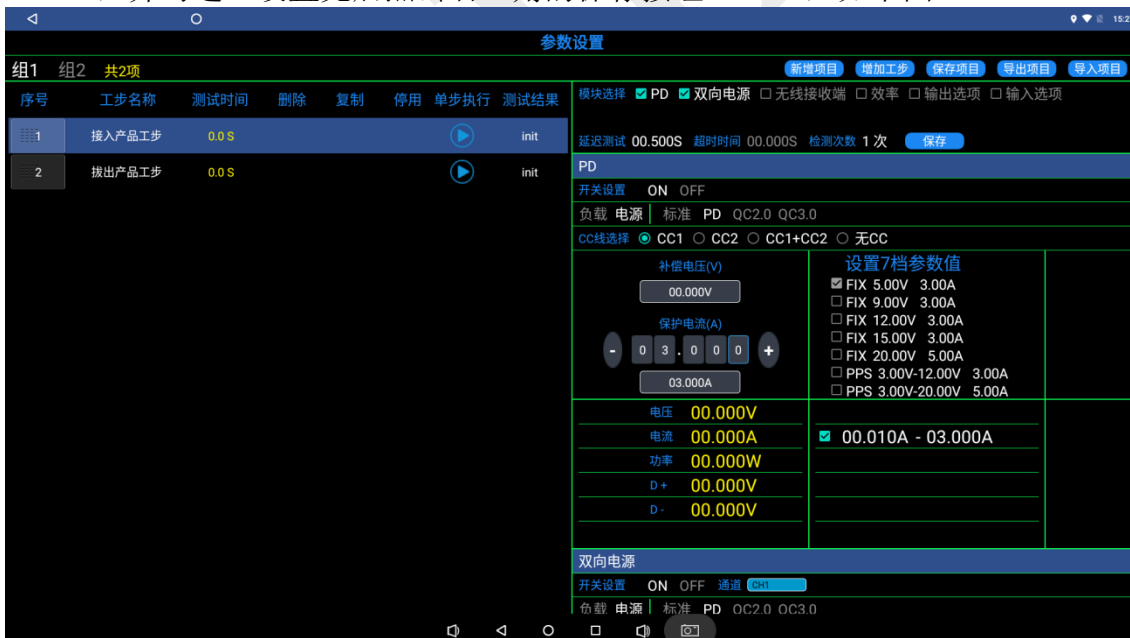 15:2
参数设置
组1 组2 共2项 新增项目 增加工步 保存项目 导出项目 导入项目
序号 工步名称 测试时间 删除 复制 停用 单步执行 测试结果
1 接入产品工步 0.0 S init
2 拔出产品工步 0.0 S init
模块选择 PD 双向电源 无线接收端 效率 输出选项 输入选项
延迟测试 00.500S 超时时间 00.000S 检测次数 1 次 保存
PD
开关设置 ON OFF
负载 电源 标准 PD QC2.0 QC3.0
CC线选择 CC1 CC2 CC1+CC2 无CC
补偿电压(V)
00.000V
保护电流(A)
- 0 3 . 0 0 0 +
03.000A
设置7档参数值
FIX 5.00V 3.00A
FIX 9.00V 3.00A
FIX 12.00V 3.00A
FIX 15.00V 3.00A
FIX 20.00V 5.00A
PPS 3.00V-12.00V 3.00A
PPS 3.00V-20.00V 5.00A
电压 00.000V
电流 00.000A 00.010A - 03.000A
功率 00.000W
D+ 00.000V
D- 00.000V
双向电源
开关设置 ON OFF 通道 CH1
负载 电源 标准 PD QC2.0 QC3.0